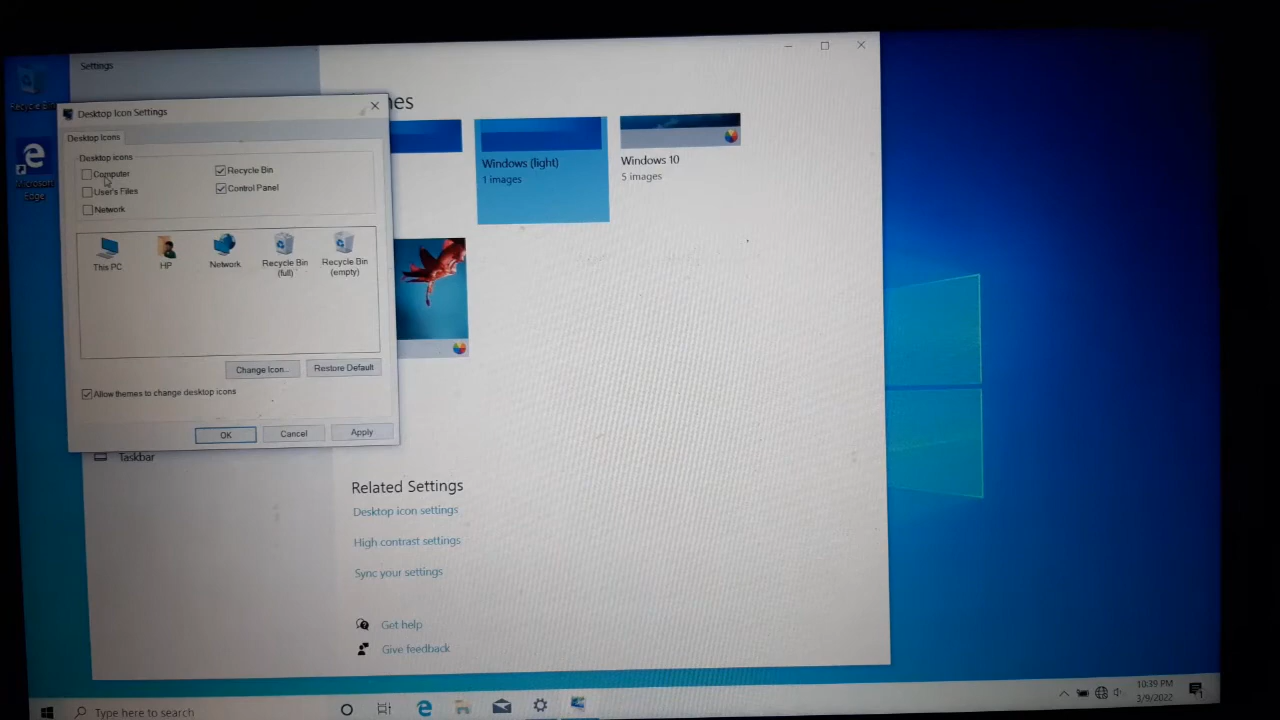 Recycle Bin
Microsoft
Edge
Settings
Desktop Icon Settings
Desktop Icons
Desktop icons
Computer
User's Files
Network
Recycle Bin
Control Panel
This PC
HP
Network
Recycle Bin
(full)
Recycle Bin
(empty)
Change Icon...
Restore Default
Allow themes to change desktop icons
OK
Cancel
Apply
Taskbar
mes
Windows (light)
1 images
Windows 10
5 images
Related Settings
Desktop icon settings
High contrast settings
Sync your settings
Get help
Give feedback
Type here to search
10:39 PM
3/9/2022